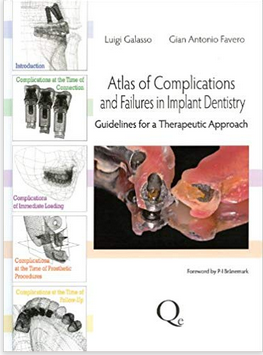 Luigi Galasso Gian Antonio Favero
Atlas of Complications
and Failures in Implant Dentistry
Guidelines for a Therapeutic Approach
Introduction
Complications at the Time of
Connection
Complications
of Immediate Loading
Complications
at the Time of Prosthetic
Procedures
Complications at the Time of
Follow-Up
Foreword by P-I Brånemark
Qe